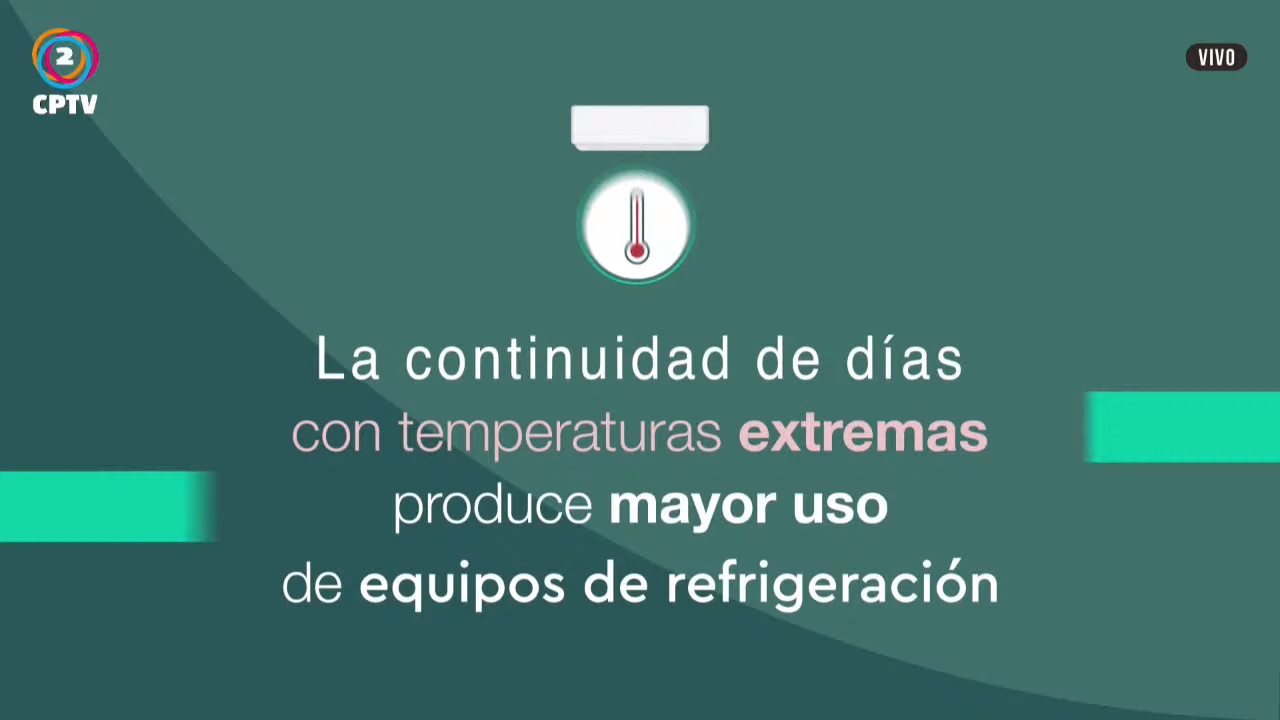 2
CPTV
VIVO
La continuidad de días
con temperaturas extremas
produce mayor uso
de equipos de refrigeración